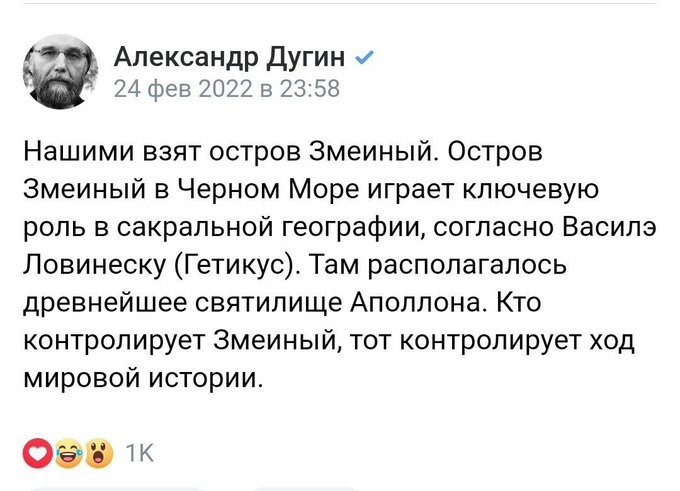 Александр Дугин
24 фев 2022 в 23:58
Нашими взят остров Змеиный. Остров
Змеиный в Черном Море играет ключевую
роль в сакральной географии, согласно Василэ
Ловинеску (Гетикус). Там располагалось
древнейшее святилище Аполлона. Кто
контролирует Змеиный, тот контролирует ход
мировой истории.
1K